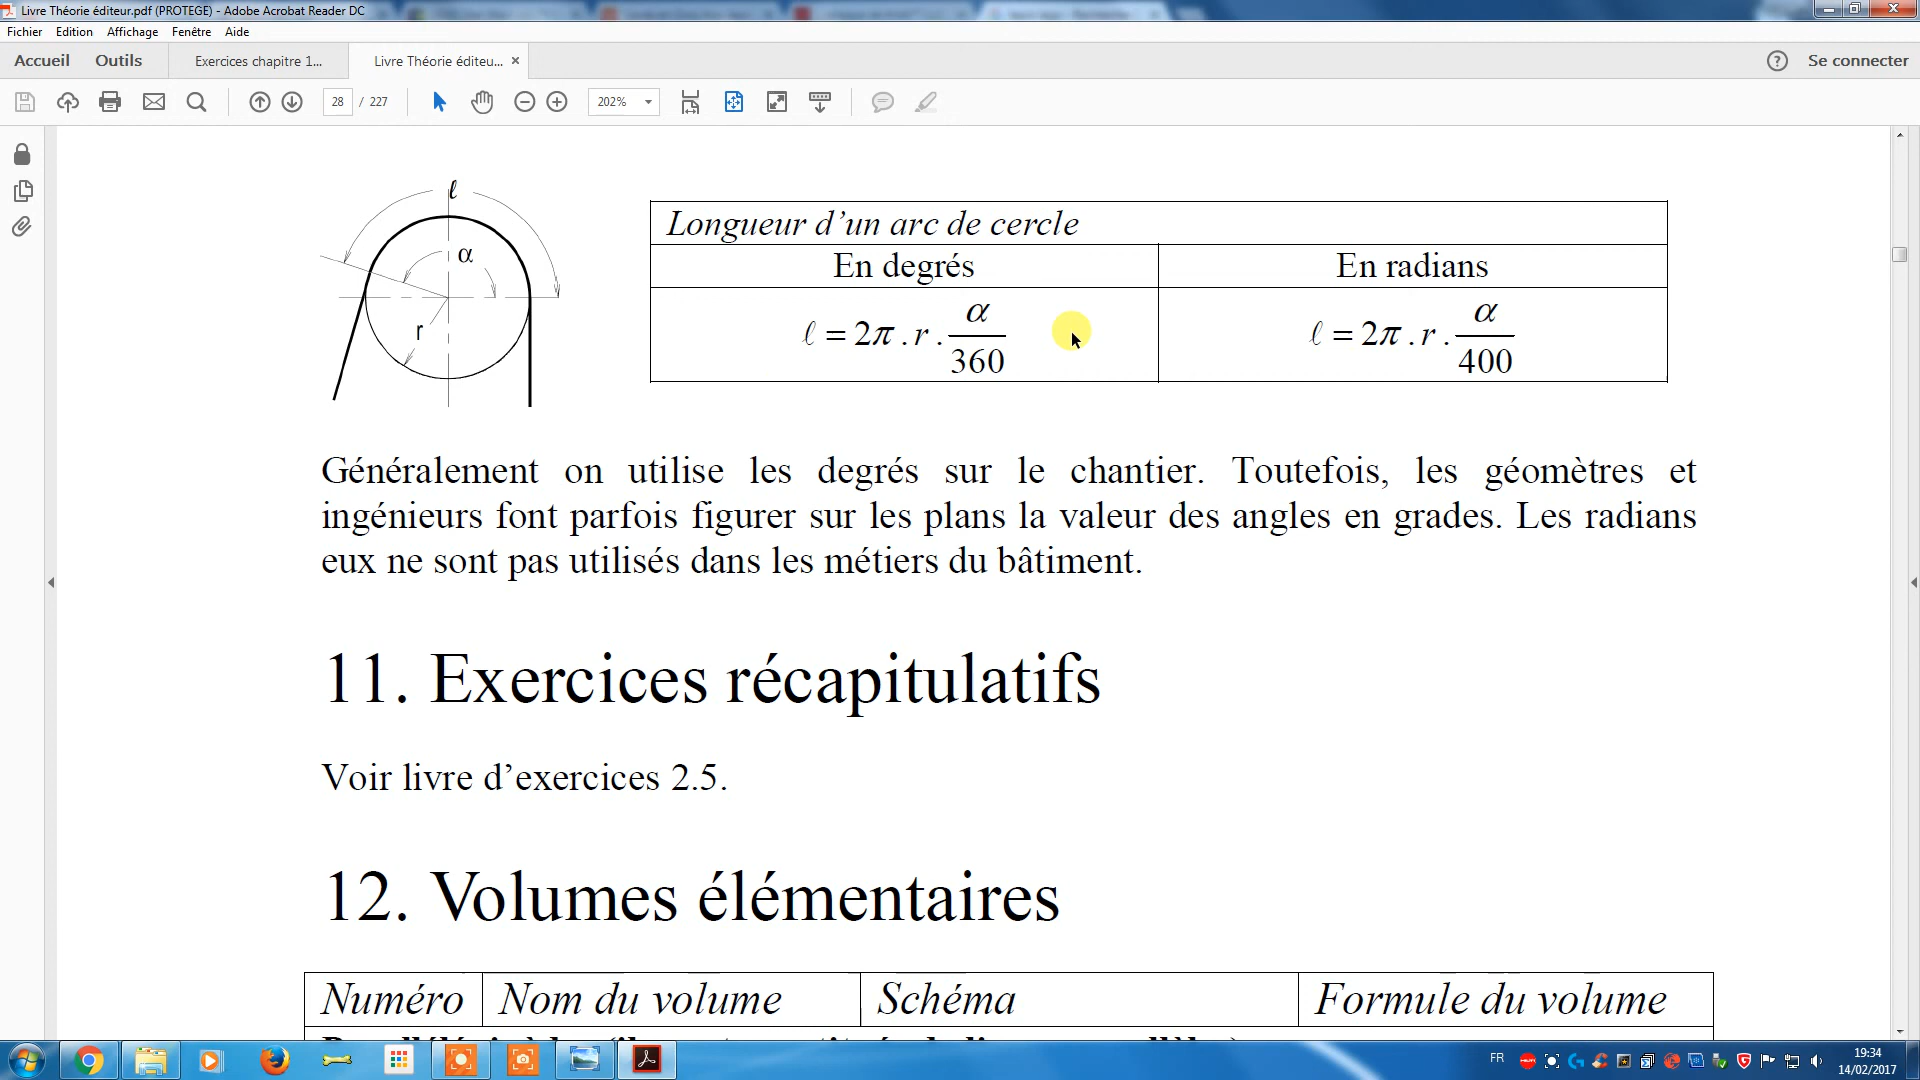 Livre Théorie éditeur.pdf (PROTEGE) - Adobe Acrobat Reader DC
Fichier Edition Affichage Fenêtre Aide
Accueil Outils Exercices chapitre 1... Livre Théorie éditeu... × ? Se connecter
28 / 227 202%
ℓ
α
r
Longueur d’un arc de cercle
En degrés En radians
ℓ = 2π . r . α/360 ℓ = 2π . r . α/400
Généralement on utilise les degrés sur le chantier. Toutefois, les géomètres et
ingénieurs font parfois figurer sur les plans la valeur des angles en grades. Les radians
eux ne sont pas utilisés dans les métiers du bâtiment.
11. Exercices récapitulatifs
Voir livre d’exercices 2.5.
12. Volumes élémentaires
Numéro Nom du volume Schéma Formule du volume
FR 19:34
14/02/2017